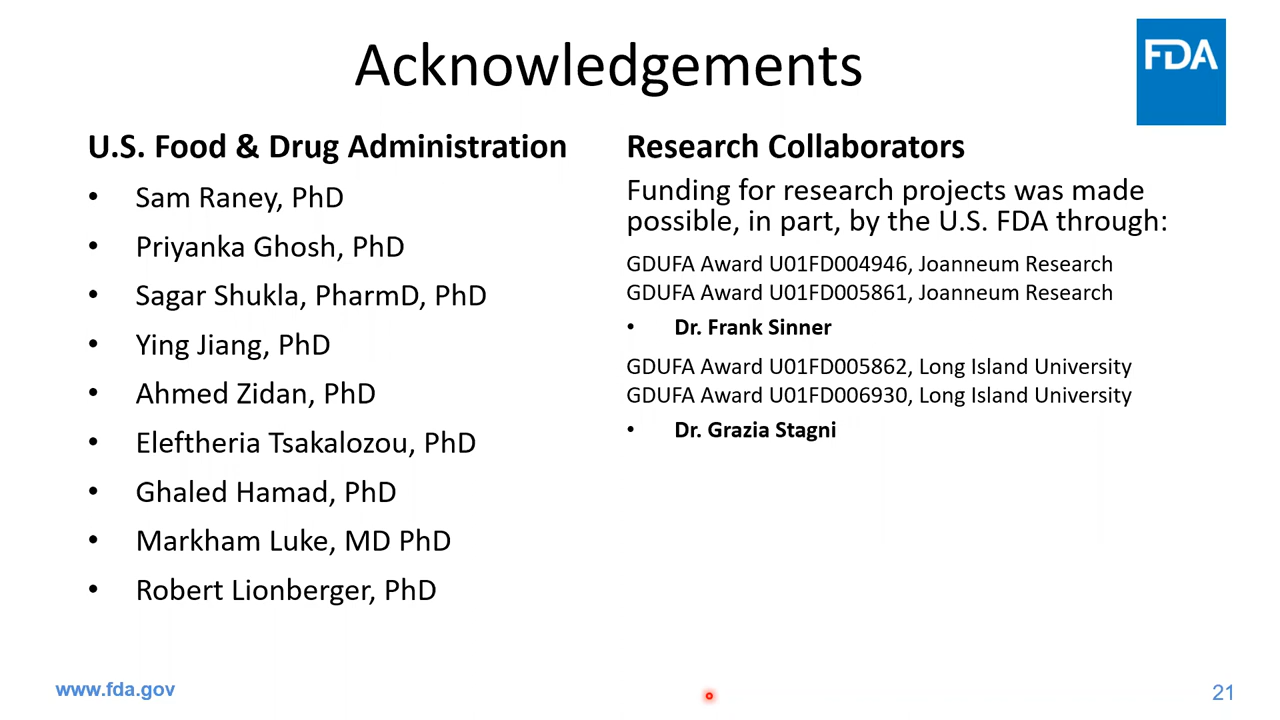 Acknowledgements
FDA
U.S. Food & Drug Administration
• Sam Raney, PhD
• Priyanka Ghosh, PhD
• Sagar Shukla, PharmD, PhD
• Ying Jiang, PhD
• Ahmed Zidan, PhD
• Eleftheria Tsakalozou, PhD
• Ghaled Hamad, PhD
• Markham Luke, MD PhD
• Robert Lionberger, PhD
Research Collaborators
Funding for research projects was made
possible, in part, by the U.S. FDA through:
GDUFA Award U01FD004946, Joanneum Research
GDUFA Award U01FD005861, Joanneum Research
• Dr. Frank Sinner
GDUFA Award U01FD005862, Long Island University
GDUFA Award U01FD006930, Long Island University
• Dr. Grazia Stagni
www.fda.gov
21